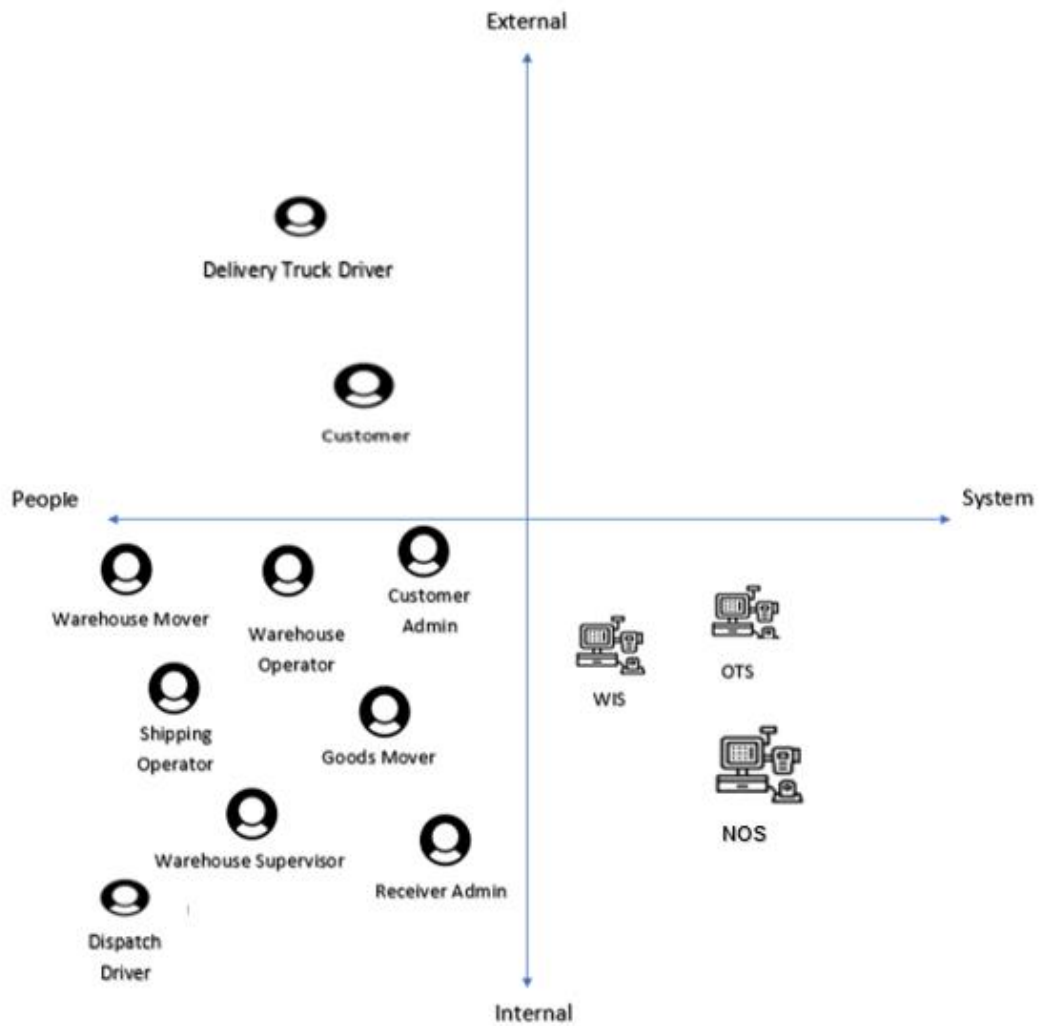 External
Delivery Truck Driver
Customer
People
System
Warehouse Mover
Warehouse
Operator
Customer
Admin
WIS
OTS
Shipping
Operator
Goods Mover
NOS
Warehouse Supervisor
Receiver Admin
Dispatch
Driver
Internal